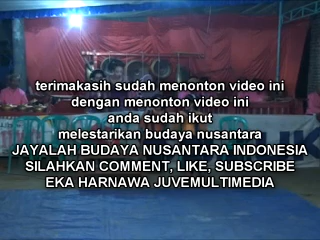 terimakasih sudah menonton video ini
dengan menonton video ini
anda sudah ikut
melestarikan budaya nusantara
JAYALAH BUDAYA NUSANTARA INDONESIA
SILAHKAN COMMENT, LIKE, SUBSCRIBE
EKA HARNAWA JUVEMULTIMEDIA